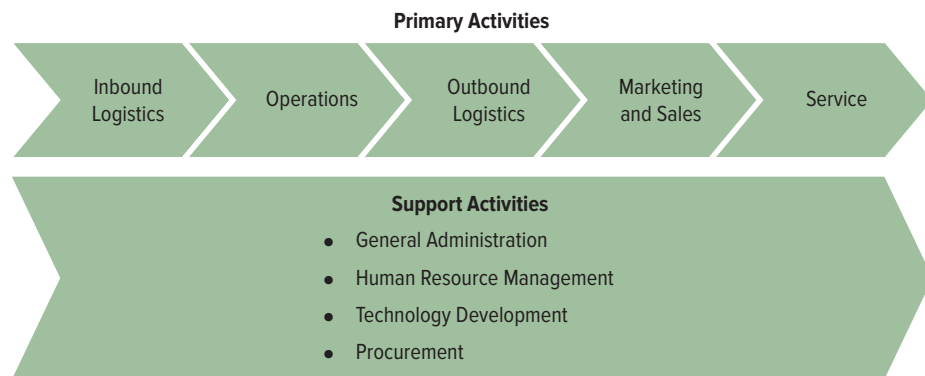 Primary Activities
Inbound
Logistics
Operations
Outbound
Logistics
Marketing
and Sales
Service
Support Activities
• General Administration
• Human Resource Management
• Technology Development
• Procurement